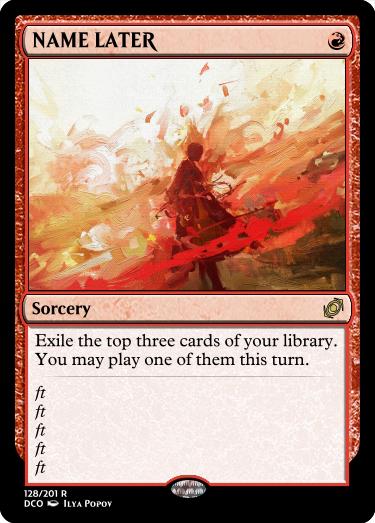 NAME LATER
Sorcery
Exile the top three cards of your library.
You may play one of them this turn.
ft
ft
ft
ft
ft
128/201 R
DCO Ilya Popov